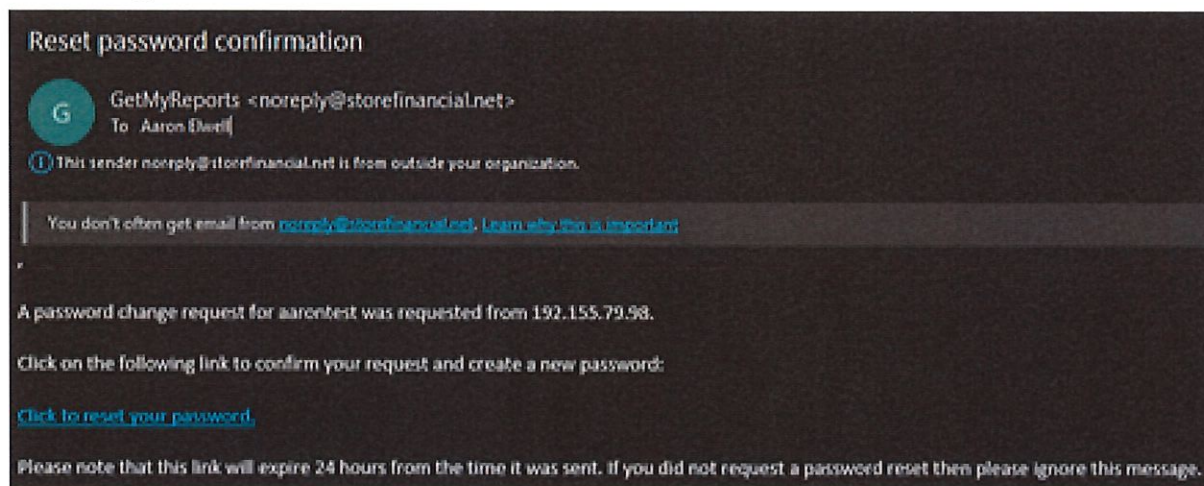 Reset password confirmation
G
GetMyReports <noreply@storefinancial.net>
To Aaron Elwell
This sender noreply@storefinancial.net is from outside your organization.
You don't often get email from noreply@storefinancial.net. Learn why this is important
,
A password change request for aarontest was requested from 192.155.79.98.
Click on the following link to confirm your request and create a new password:
Click to reset your password.
Please note that this link will expire 24 hours from the time it was sent. If you did not request a password reset then please ignore this message.